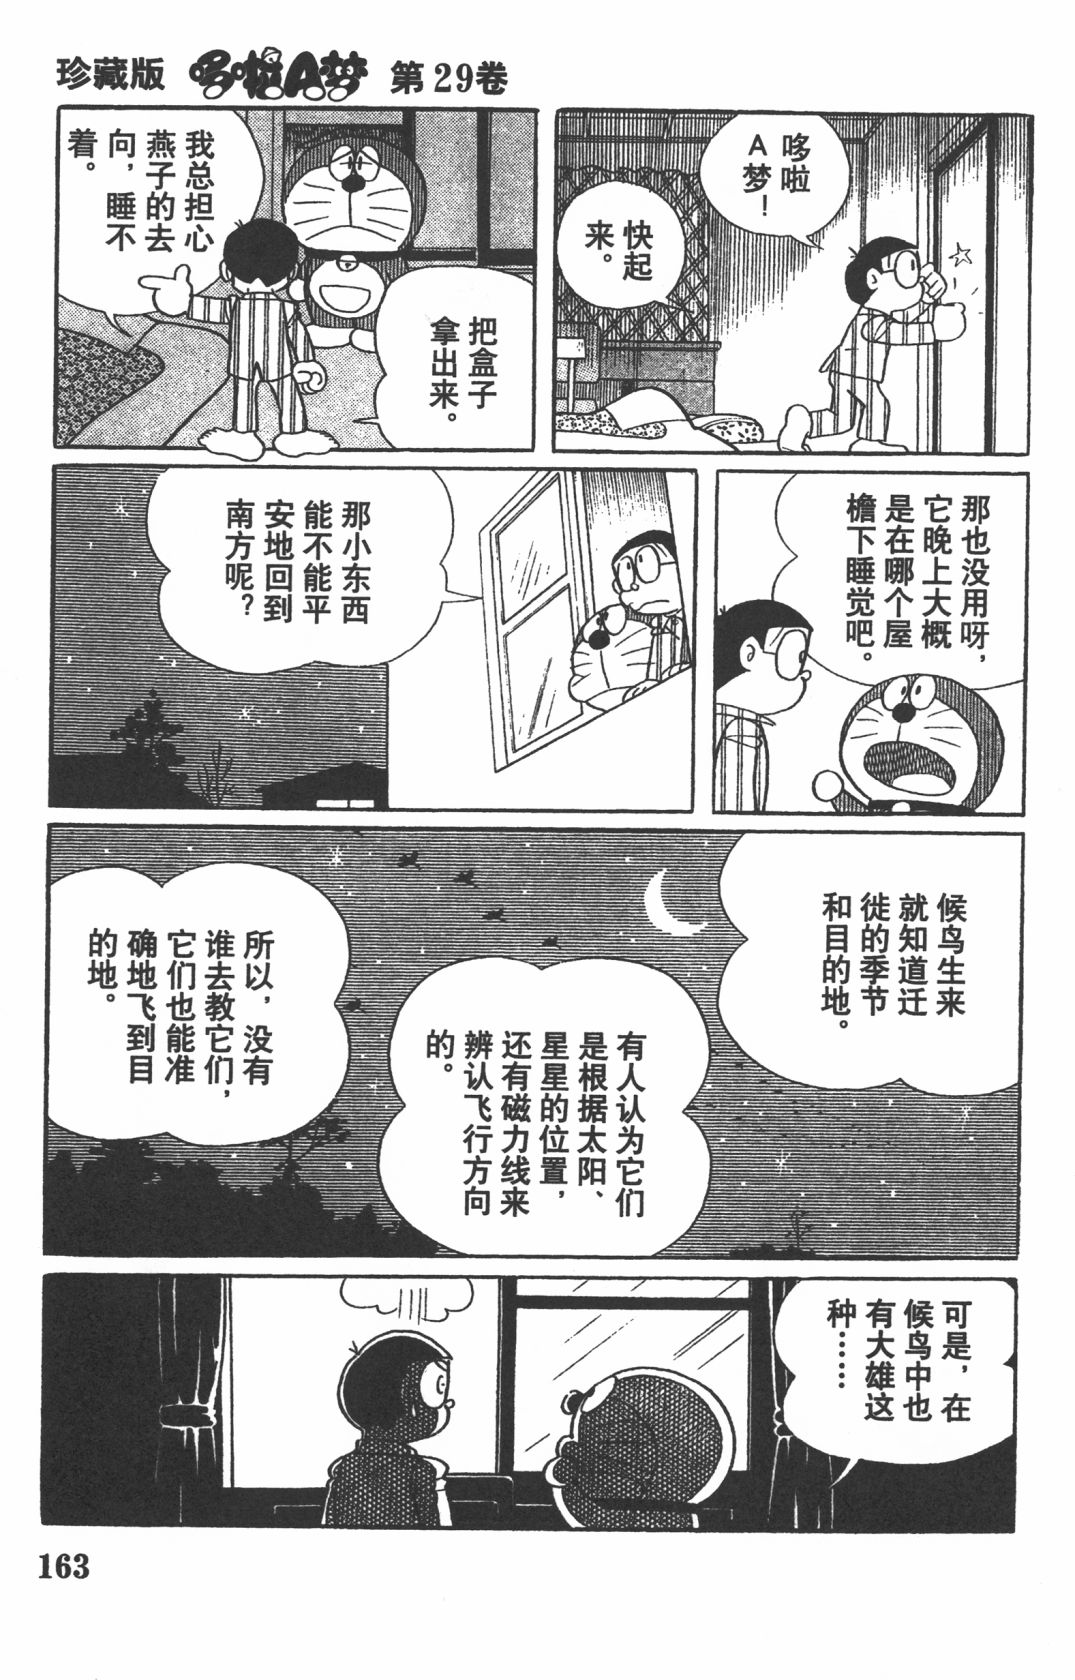 珍藏版 哆啦A梦 第29卷
哆啦
A梦！
快起
来。
我总担心
燕子的去
向，睡不
着。
把盒子
拿出来。
那也没用呀，
它晚上大概
是在哪个屋
檐下睡觉吧。
那小东西
能不能平
安地回到
南方呢？
候鸟生来
就知道迁
徙的季节
和目的地。
有人认为它们
是根据太阳、
星星的位置，
还有磁力线来
辨认飞行方向
的。
所以，没有
谁去教它们，
它们也能准
确地飞到目
的地。
可是，在
候鸟中也
有大雄这
种……
163